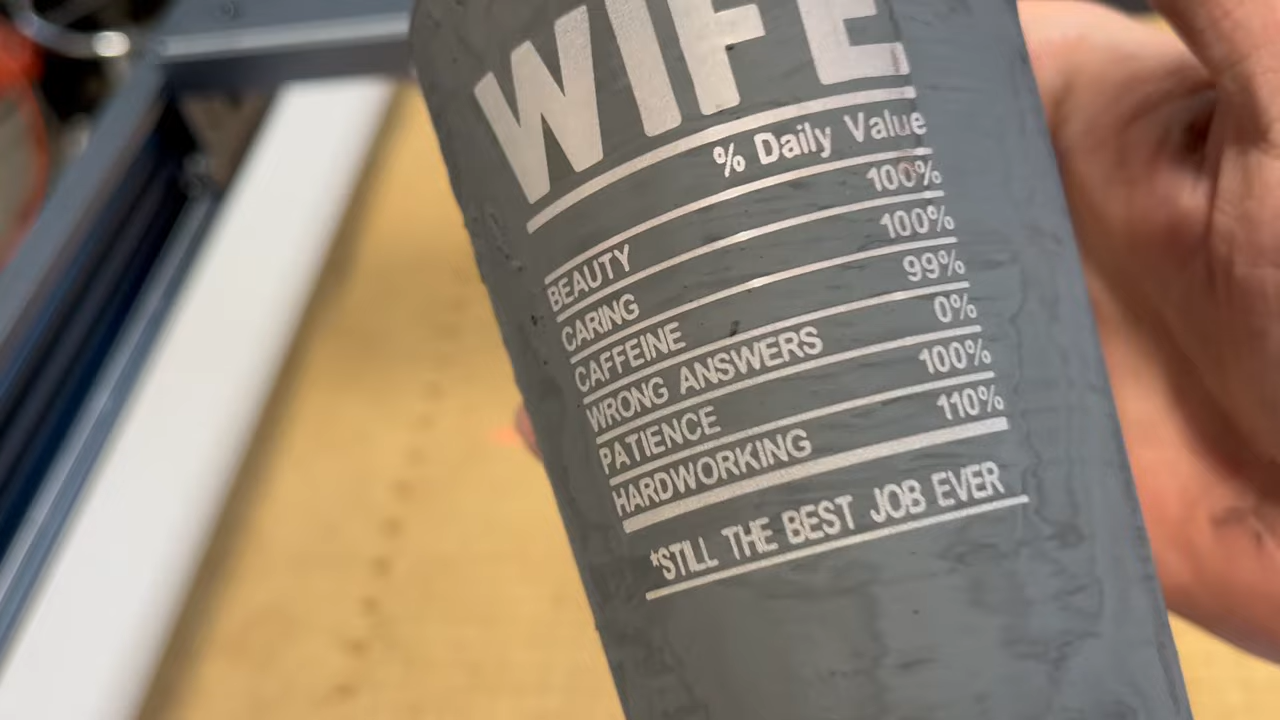 WIFE
% Daily Value
BEAUTY 100%
CARING 100%
CAFFEINE 99%
WRONG ANSWERS 0%
PATIENCE 100%
HARDWORKING 110%
*STILL THE BEST JOB EVER